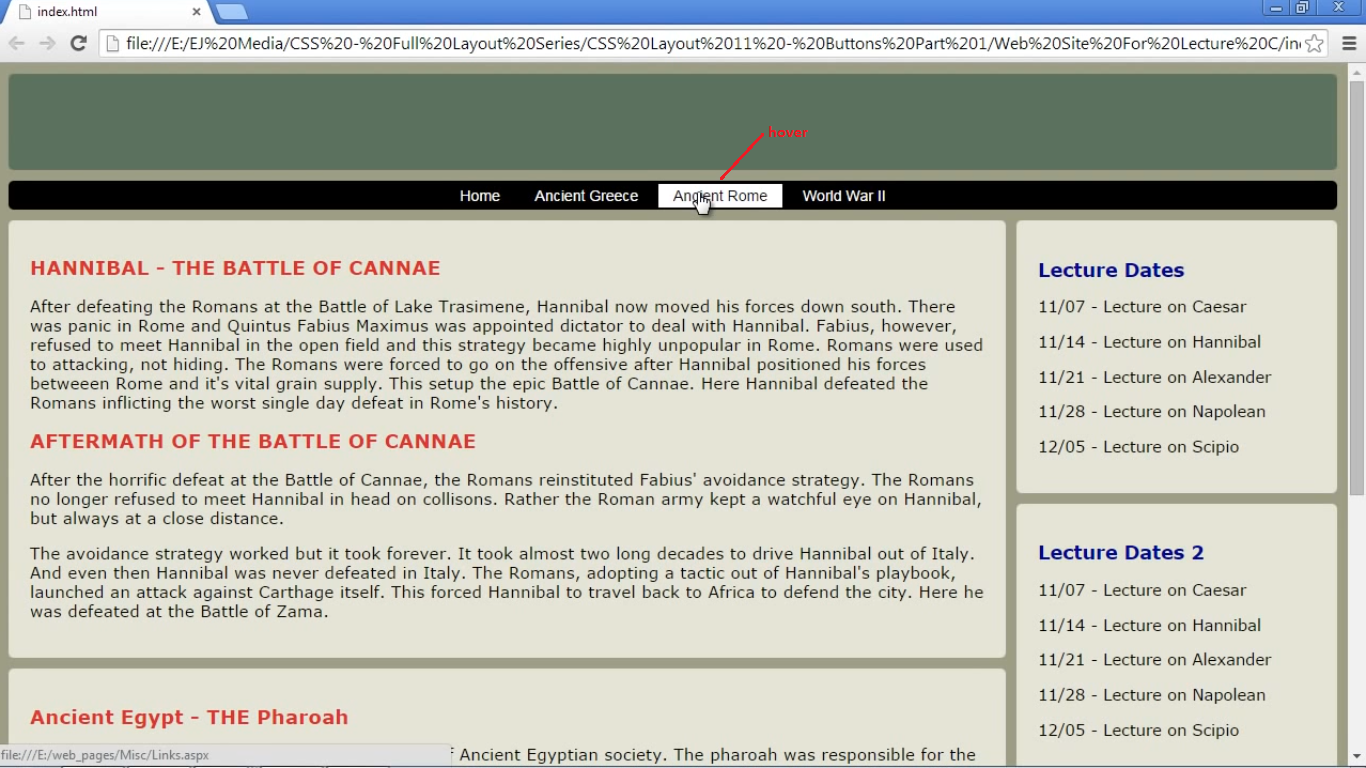 index.html
file:///E:/EJ%20Media/CSS%20-%20Full%20Layout%20Series/CSS%20Layout%2011%20-%20Buttons%20Part%201/Web%20Site%20For%20Lecture%20C/in
hover
Home Ancient Greece Ancient Rome World War II
HANNIBAL - THE BATTLE OF CANNAE
After defeating the Romans at the Battle of Lake Trasimene, Hannibal now moved his forces down south. There
was panic in Rome and Quintus Fabius Maximus was appointed dictator to deal with Hannibal. Fabius, however,
refused to meet Hannibal in the open field and this strategy became highly unpopular in Rome. Romans were used
to attacking, not hiding. The Romans were forced to go on the offensive after Hannibal positioned his forces
betweeen Rome and it's vital grain supply. This setup the epic Battle of Cannae. Here Hannibal defeated the
Romans inflicting the worst single day defeat in Rome's history.
AFTERMATH OF THE BATTLE OF CANNAE
After the horrific defeat at the Battle of Cannae, the Romans reinstituted Fabius' avoidance strategy. The Romans
no longer refused to meet Hannibal in head on collisons. Rather the Roman army kept a watchful eye on Hannibal,
but always at a close distance.
The avoidance strategy worked but it took forever. It took almost two long decades to drive Hannibal out of Italy.
And even then Hannibal was never defeated in Italy. The Romans, adopting a tactic out of Hannibal's playbook,
launched an attack against Carthage itself. This forced Hannibal to travel back to Africa to defend the city. Here he
was defeated at the Battle of Zama.
Ancient Egypt - THE Pharoah
Ancient Egyptian society. The pharoah was responsible for the
Lecture Dates
11/07 - Lecture on Caesar
11/14 - Lecture on Hannibal
11/21 - Lecture on Alexander
11/28 - Lecture on Napolean
12/05 - Lecture on Scipio
Lecture Dates 2
11/07 - Lecture on Caesar
11/14 - Lecture on Hannibal
11/21 - Lecture on Alexander
11/28 - Lecture on Napolean
12/05 - Lecture on Scipio
file:///E:/web_pages/Misc/Links.aspx